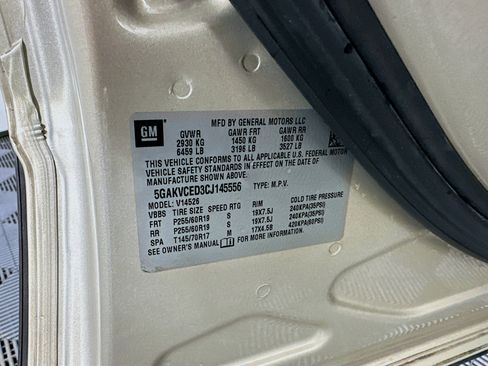 MFD BY GENERAL MOTORS LLC
GM
GVWR GAWR FRT GAWR RR
2930 KG 1450 KG 1600 KG
6459 LB 3196 LB 3527 LB
THIS VEHICLE CONFORMS TO ALL APPLICABLE U.S. FEDERAL MOTOR
VEHICLE SAFETY STANDARDS IN EFFECT ON THE DATE OF
MANUFACTURE SHOWN ABOVE.
5GAKVCED3CJ145556 TYPE: M.P.V.
MODEL: V14526
VBBS TIRE SIZE SPEED RTG RIM COLD TIRE PRESSURE
FRT P255/60R19 S 19X7.5J 240KPA(35PSI)
RR P255/60R19 S 19X7.5J 240KPA(35PSI)
SPA T145/70R17 M 17X4.5B 420KPA(60PSI)
SEE OWNER'S MANUAL FOR MORE INFORMATION.